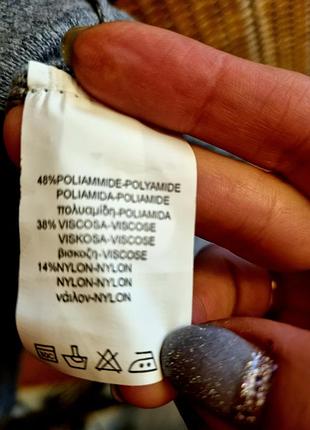 48%POLIAMMIDE-POLYAMIDE
POLIAMIDA-POLIAMIDE
πολυαμίδη-POLIAMIDA
38%VISCOSA-VISCOSE
VISKOSA-VISCOSE
βισκοζη-VISCOSE
14%NYLON-NYLON
NYLON-NYLON
νάιλον-NYLON